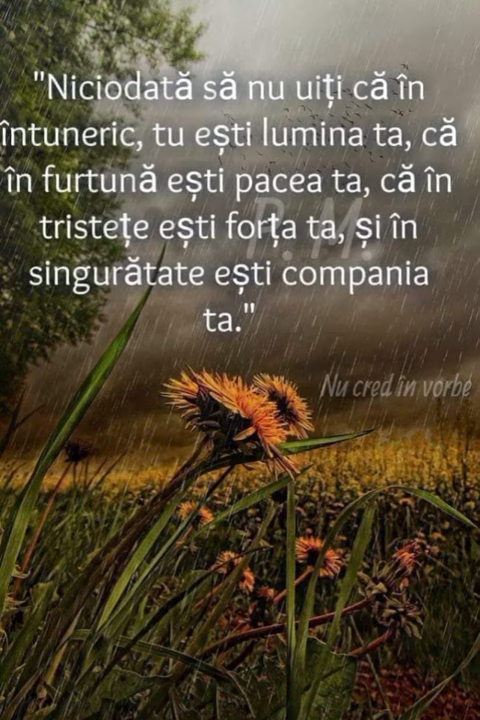 "Niciodată să nu uiți că în
întuneric, tu ești lumina ta, că
în furtună ești pacea ta, că în
tristețe ești forța ta, și în
singurătate ești compania
ta."
P. M.
Nu cred în vorbe